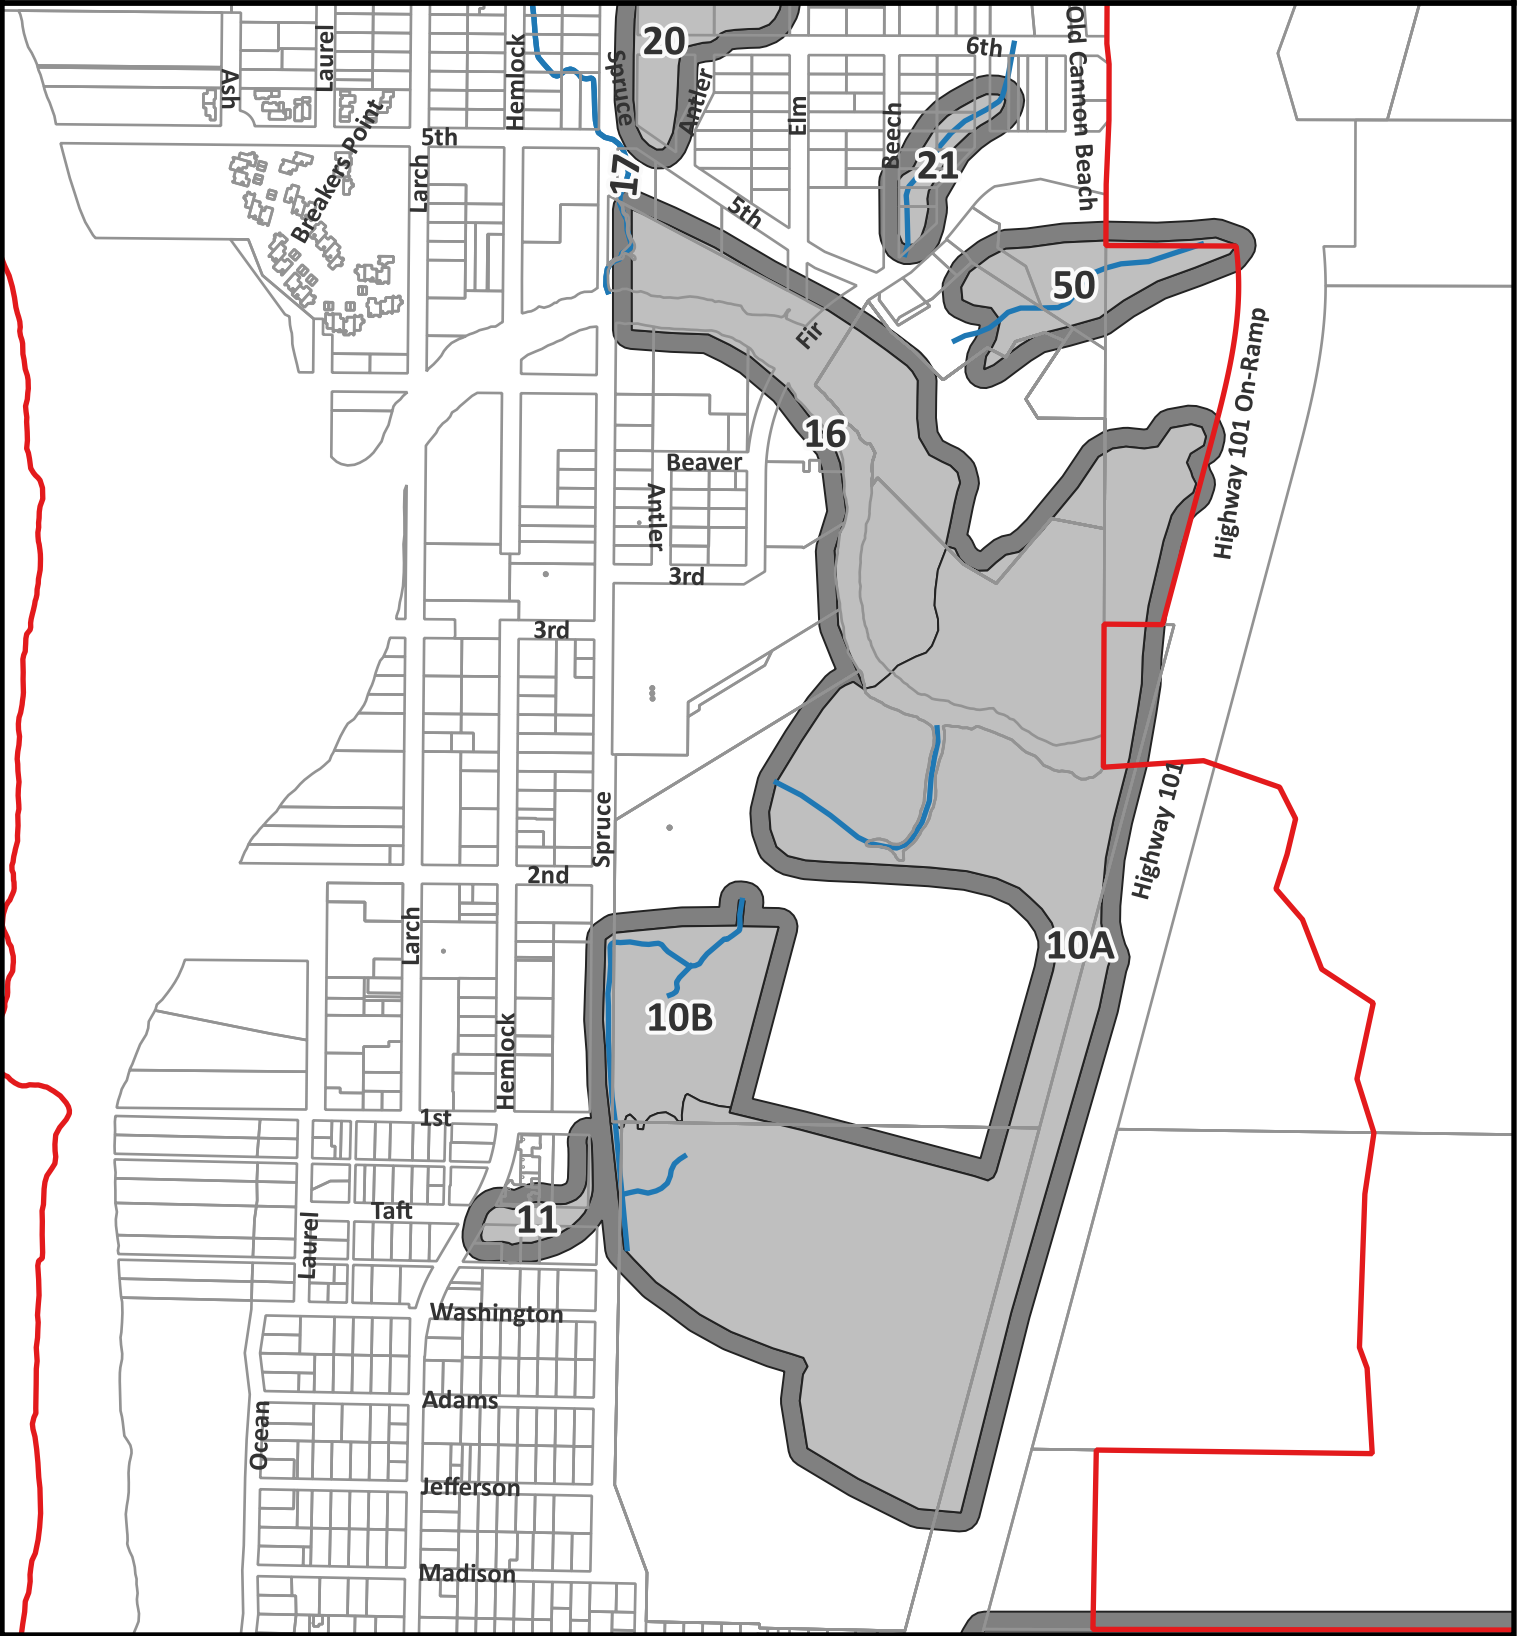 20
6th
Old Cannon Beach
Laurel
Hemlock
Spruce
Antler
Ash
Elm
Beech
Breakers Point
5th
Larch
17
21
5th
50
Fir
Highway 101 On-Ramp
16
Beaver
Antler
3rd
3rd
Highway 101
Spruce
2nd
Larch
10A
10B
Hemlock
1st
Taft
11
Laurel
Washington
Adams
Ocean
Jefferson
Madison